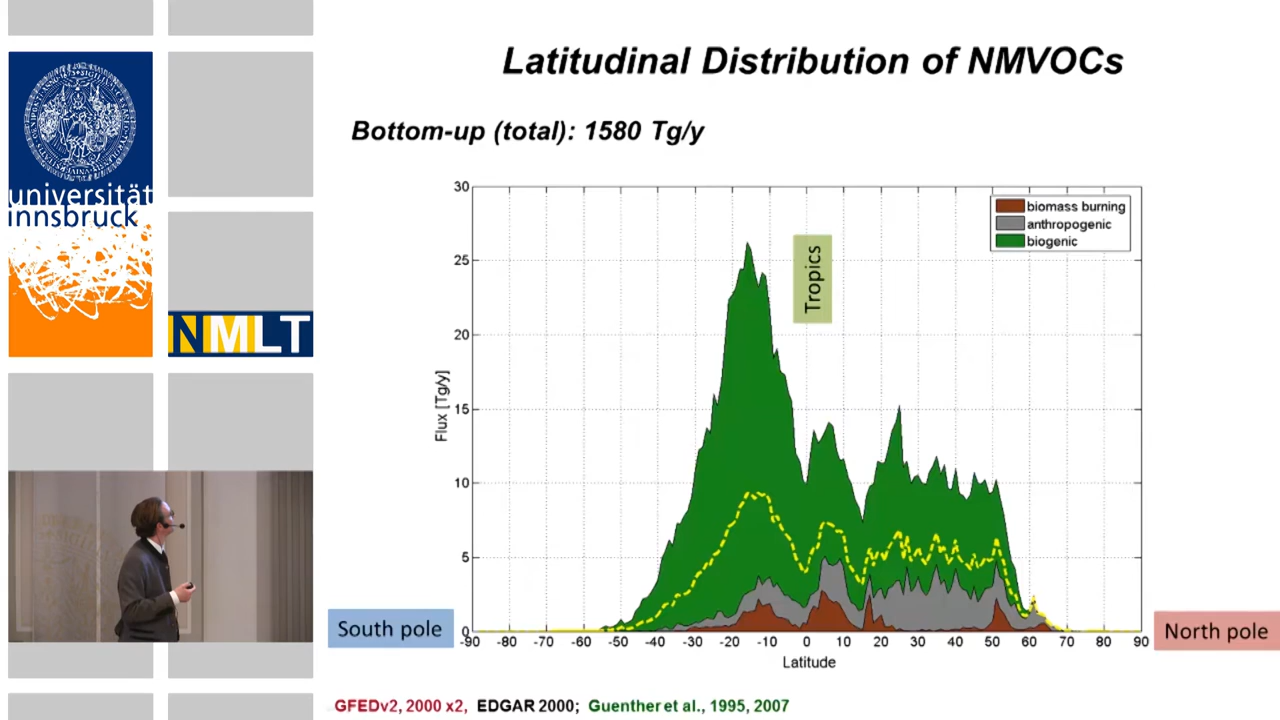 Latitudinal Distribution of NMVOCs
Bottom-up (total): 1580 Tg/y
universität
innsbruck
NMLT
30
25
20
15
10
5
0
Flux [Tg/y]
biomass burning
anthropogenic
biogenic
Tropics
South pole
North pole
-90 -80 -70 -60 -50 -40 -30 -20 -10 0 10 20 30 40 50 60 70 80 90
Latitude
GFEDv2, 2000 x2, EDGAR 2000; Guenther et al., 1995, 2007